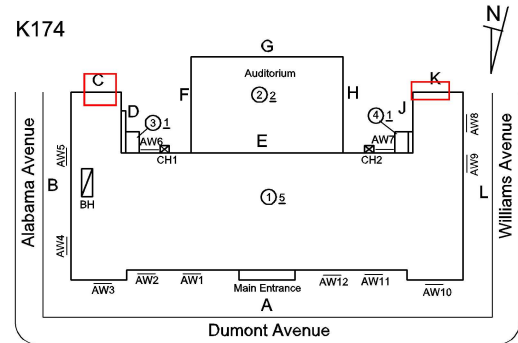 K174
N
G
C
K
Auditorium
F
② 2
H
D
③ 1
④ 1
J
AW8
AW6
E
AW7
AW5
CH1
CH2
AW9
Alabama Avenue
B
BH
① 5
L
Williams Avenue
AW4
AW3
AW2
AW1
Main Entrance
AW12
AW11
AW10
A
Dumont Avenue